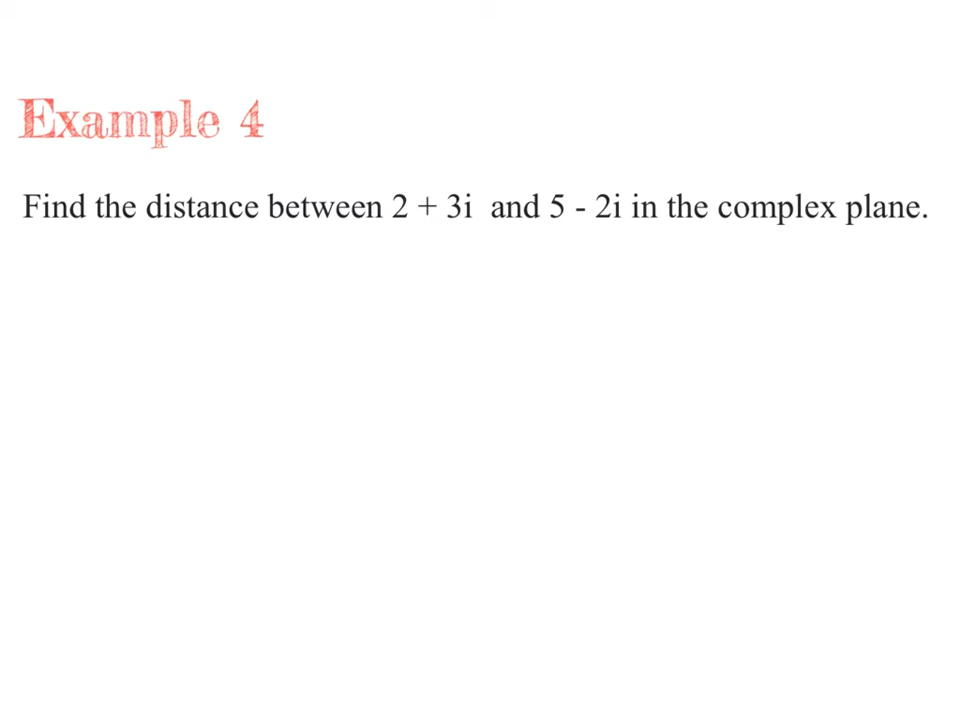 Example 4
Find the distance between 2 + 3i  and 5 - 2i in the complex plane.